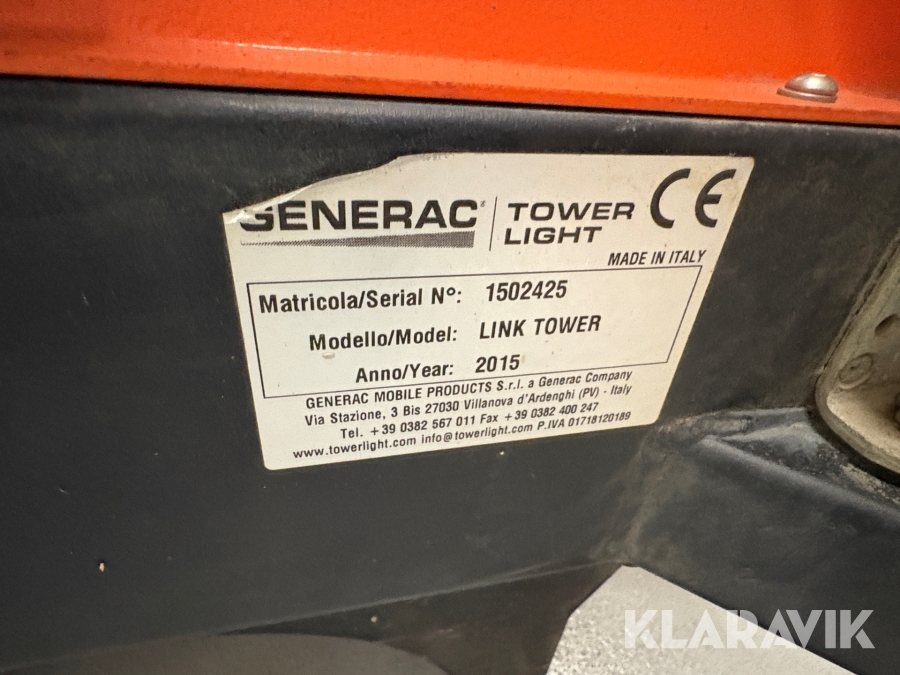 GENERAC® | TOWER LIGHT CE
MADE IN ITALY
Matricola/Serial N°: 1502425
Modello/Model: LINK TOWER
Anno/Year: 2015
GENERAC MOBILE PRODUCTS S.r.l. a Generac Company
Via Stazione, 3 Bis 27030 Villanova d'Ardenghi (PV) - Italy
Tel. +39 0382 567 011 Fax +39 0382 400 247
www.towerlight.com info@towerlight.com P.IVA 01718120189
KLARAVIK